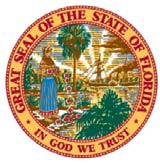 GREAT SEAL OF THE STATE OF FLORIDA
IN GOD WE TRUST